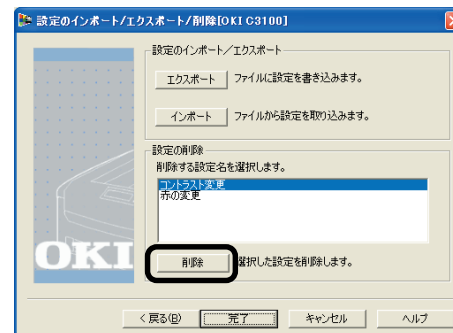 設定のインポート/エクスポート/削除[OKI C3100]
設定のインポート/エクスポート
エクスポート ファイルに設定を書き込みます。
インポート ファイルから設定を取り込みます。
設定の削除
削除する設定名を選択します。
コントラスト変更
赤の変更
OKI
削除 選択した設定を削除します。
< 戻る(B) 完了 キャンセル ヘルプ